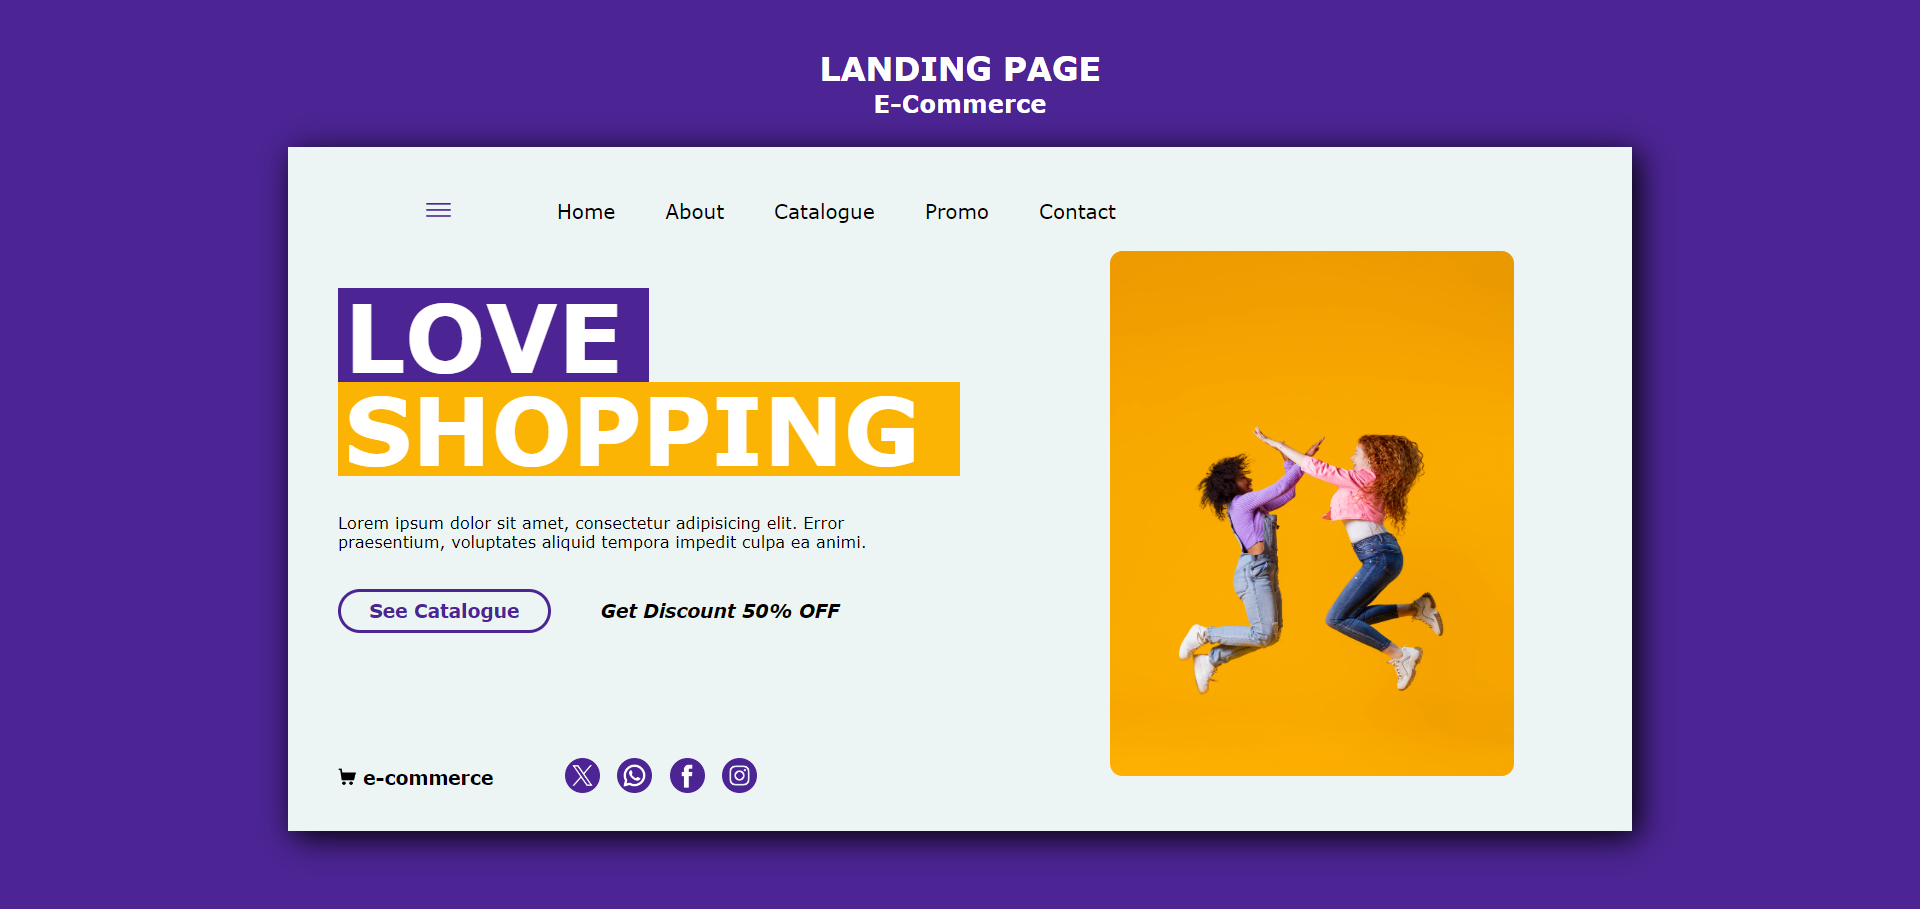 LANDING PAGE
E-Commerce
Home About Catalogue Promo Contact
LOVE
SHOPPING
Lorem ipsum dolor sit amet, consectetur adipisicing elit. Error
praesentium, voluptates aliquid tempora impedit culpa ea animi.
See Catalogue
Get Discount 50% OFF
e-commerce